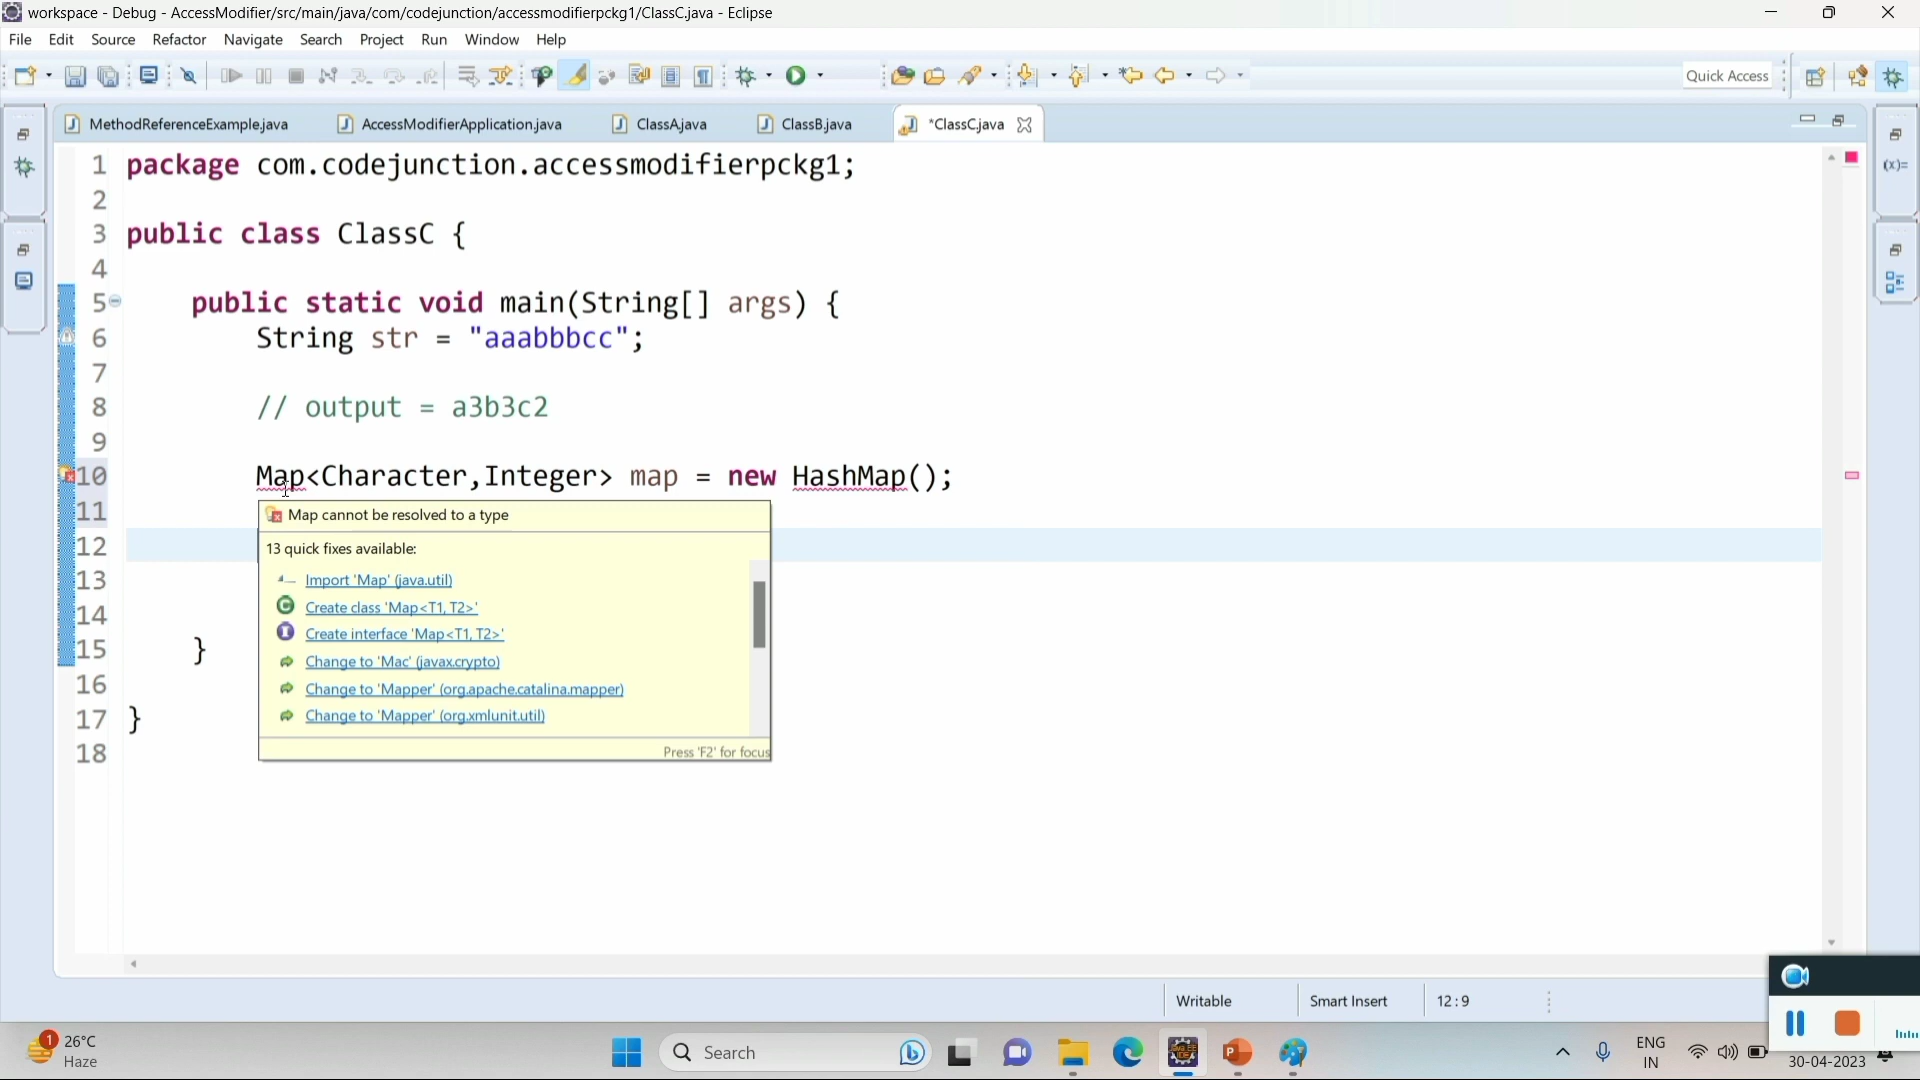 workspace - Debug - AccessModifier/src/main/java/com/codejunction/accessmodifierpckg1/ClassC.java - Eclipse
File Edit Source Refactor Navigate Search Project Run Window Help
Quick Access
MethodReferenceExample.java AccessModifierApplication.java ClassA.java ClassB.java *ClassC.java
1 package com.codejunction.accessmodifierpckg1;
2
3 public class ClassC {
4
5 public static void main(String[] args) {
6 String str = "aaabbbcc";
7
8 // output = a3b3c2
9
10 Map<Character,Integer> map = new HashMap();
11
12
13
14
15 }
16
17 }
18
Map cannot be resolved to a type
13 quick fixes available:
Import 'Map' (java.util)
Create class 'Map<T1, T2>'
Create interface 'Map<T1, T2>'
Change to 'Mac' (javax.crypto)
Change to 'Mapper' (org.apache.catalina.mapper)
Change to 'Mapper' (org.xmlunit.util)
Press 'F2' for focus
(x)=
Writable Smart Insert 12 : 9
1
26°C
Haze
Search
ENG
IN
30-04-2023